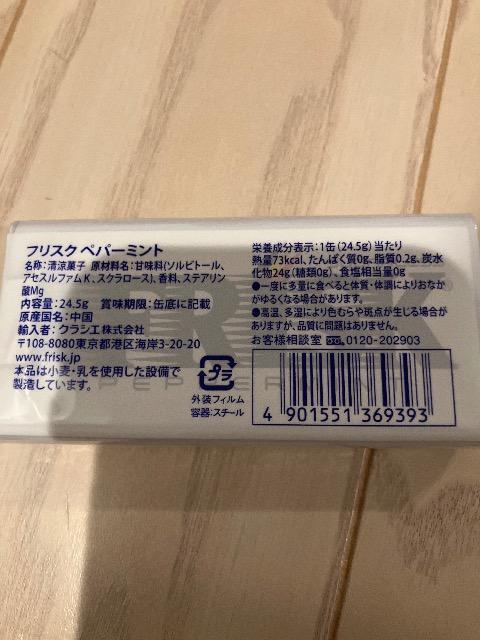 フリスク ペパーミント
名称:清涼菓子 原材料名:甘味料(ソルビトール、
アセスルファムK、スクラロース)、香料、ステアリン
酸Mg
内容量:24.5g 賞味期限:缶底に記載
原産国名:中国
輸入者:クラシエ株式会社
〒108-8080東京都港区海岸3-20-20
www.frisk.jp
本品は小麦・乳を使用した設備で
製造しています。
プラ
外装フィルム
容器:スチール
栄養成分表示:1缶(24.5g)当たり
熱量73kcal、たんぱく質0g、脂質0.2g、炭水
化物24g(糖類0g)、食塩相当量0g
●一度に多量に食べると体質・体調によりおなか
がゆるくなることがあります。
●高温、多湿により色むらや斑点が生じる場合が
ありますが、品質に問題はありません。
お客様相談室 0120-202903
4 901551 369393
FRISK
PEPPERMINT